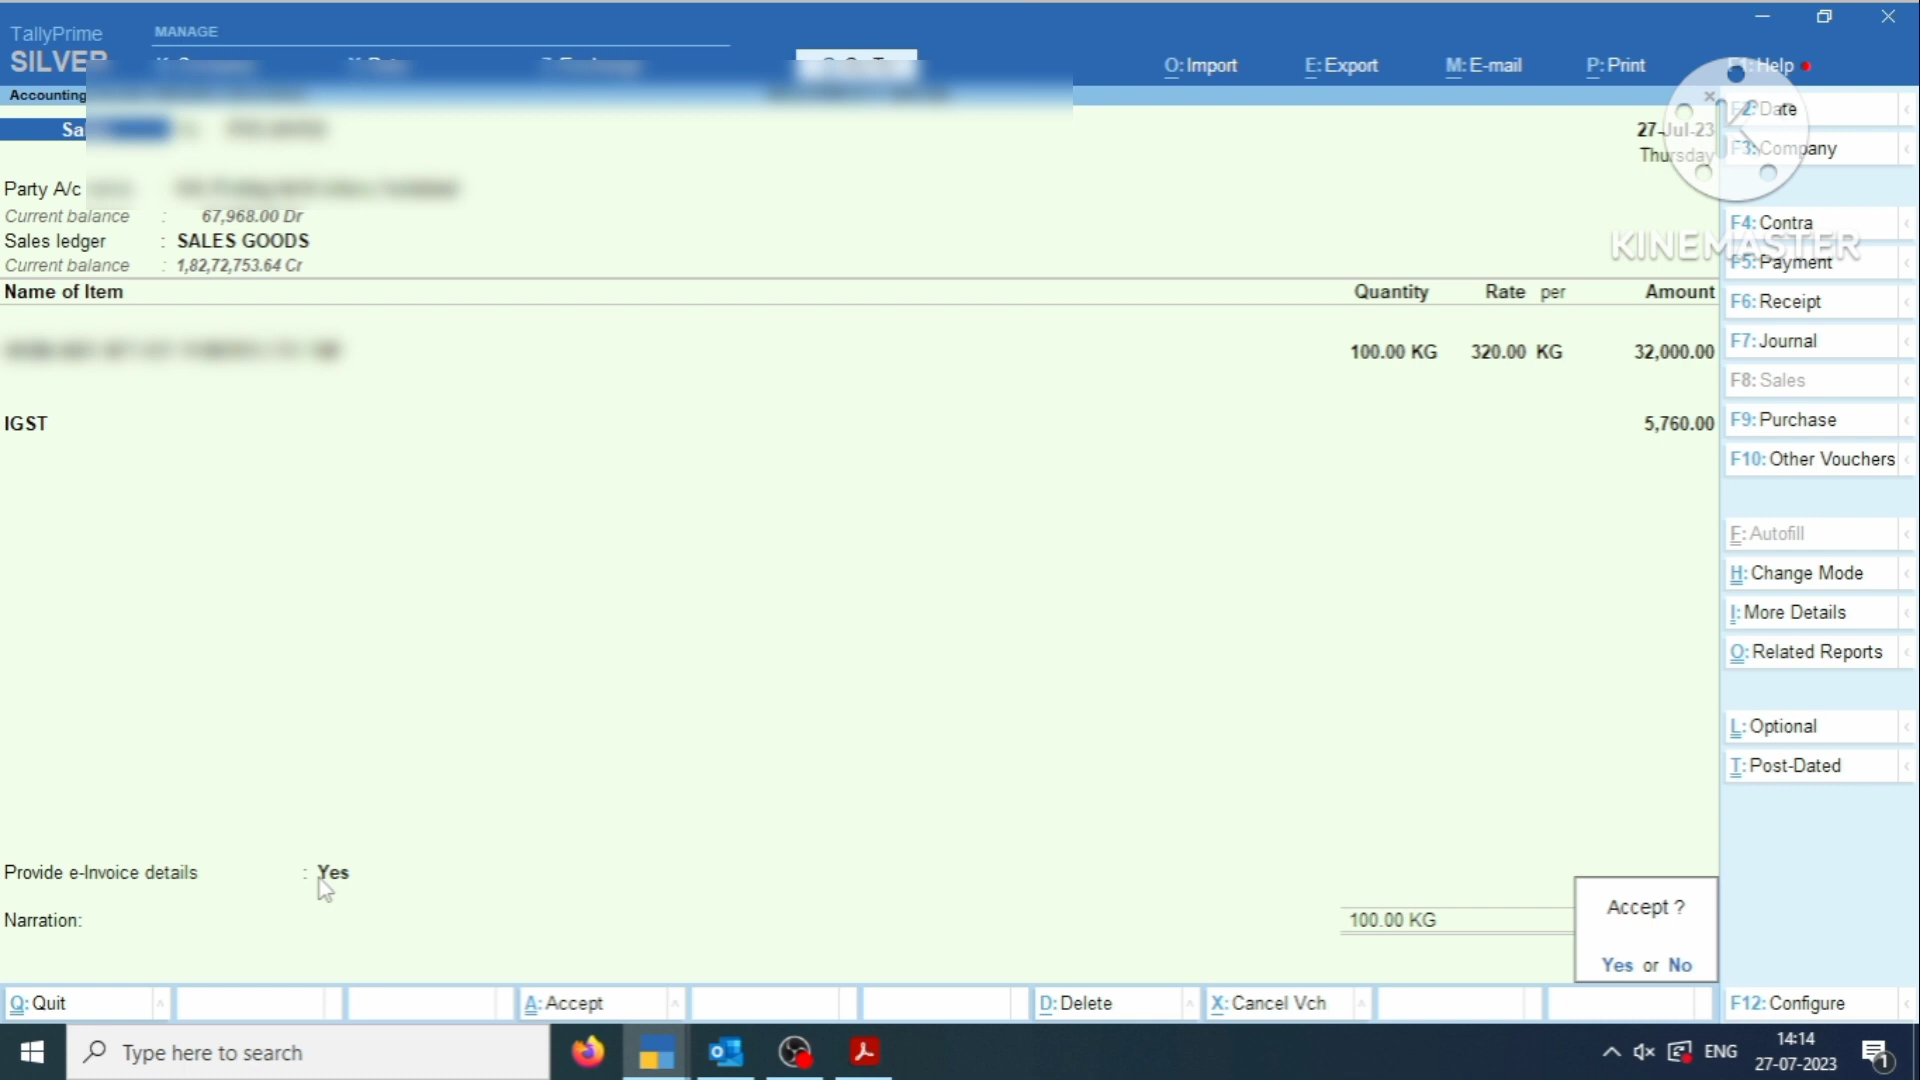 TallyPrime
MANAGE
SILVER
O: Import
E: Export
M: E-mail
P: Print
F1: Help
Accounting
27-Jul-23
Thursday
Party A/c
Current balance : 67,968.00 Dr
Sales ledger : SALES GOODS
Current balance : 1,82,72,753.64 Cr
Name of Item Quantity Rate per Amount
100.00 KG 320.00 KG 32,000.00
IGST 5,760.00
Provide e-Invoice details : Yes
Narration:
100.00 KG
Accept ?
Yes or No
F2: Date
F3: Company
F4: Contra
KINEMASTER
F5: Payment
F6: Receipt
F7: Journal
F8: Sales
F9: Purchase
F10: Other Vouchers
F: Autofill
H: Change Mode
I: More Details
O: Related Reports
L: Optional
T: Post-Dated
Q: Quit
A: Accept
D: Delete
X: Cancel Vch
F12: Configure
Type here to search
ENG
14:14
27-07-2023
1